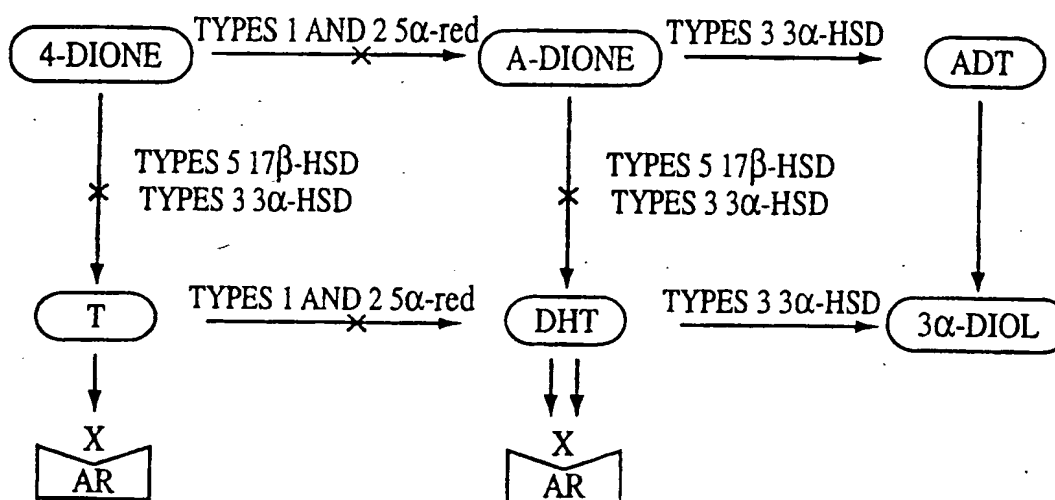 TYPES 1 AND 2 5α-red
TYPES 3 3α-HSD
4-DIONE
A-DIONE
ADT
TYPES 5 17β-HSD
TYPES 3 3α-HSD
TYPES 5 17β-HSD
TYPES 3 3α-HSD
TYPES 1 AND 2 5α-red
TYPES 3 3α-HSD
T
DHT
3α-DIOL
X
AR
X
AR